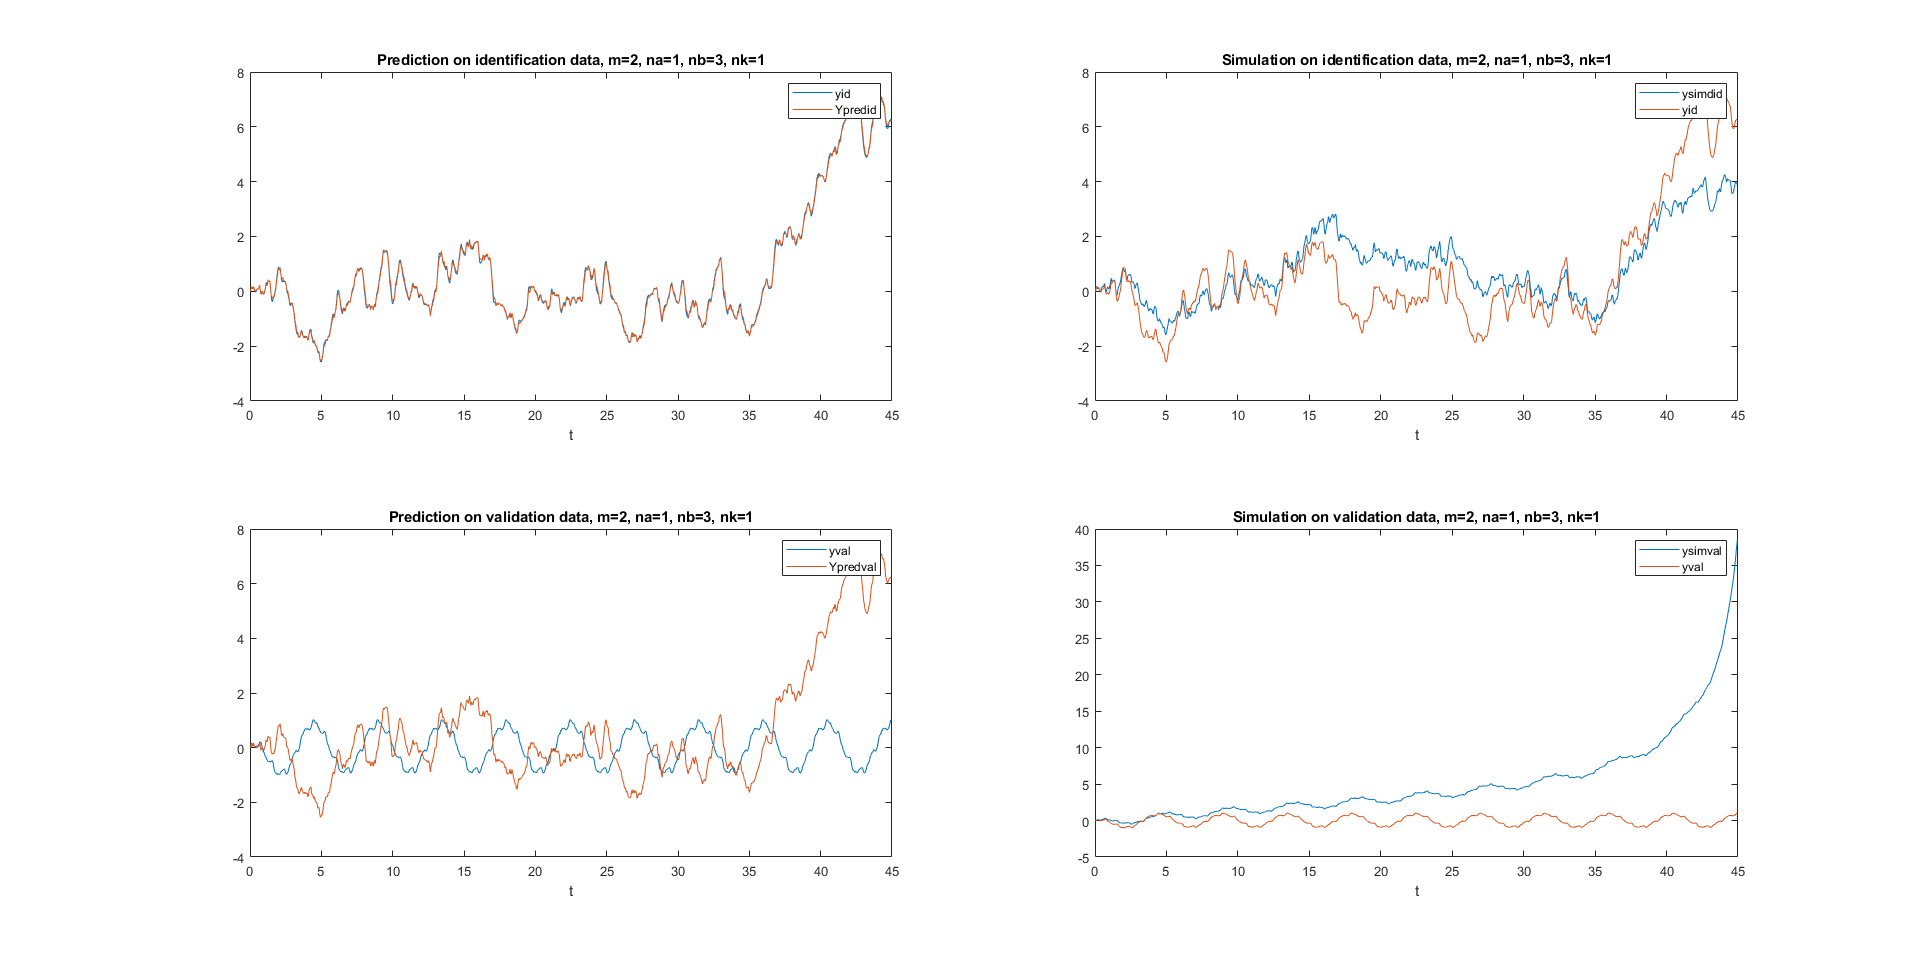 Prediction on identification data, m=2, na=1, nb=3, nk=1
8
6
4
2
0
-2
-4
0 5 10 15 20 25 30 35 40 45
t
yid
Ypredid
Simulation on identification data, m=2, na=1, nb=3, nk=1
8
6
4
2
0
-2
-4
0 5 10 15 20 25 30 35 40 45
t
ysimdid
yid
Prediction on validation data, m=2, na=1, nb=3, nk=1
8
6
4
2
0
-2
-4
0 5 10 15 20 25 30 35 40 45
t
yval
Ypredval
Simulation on validation data, m=2, na=1, nb=3, nk=1
40
35
30
25
20
15
10
5
0
-5
0 5 10 15 20 25 30 35 40 45
t
ysimval
yval